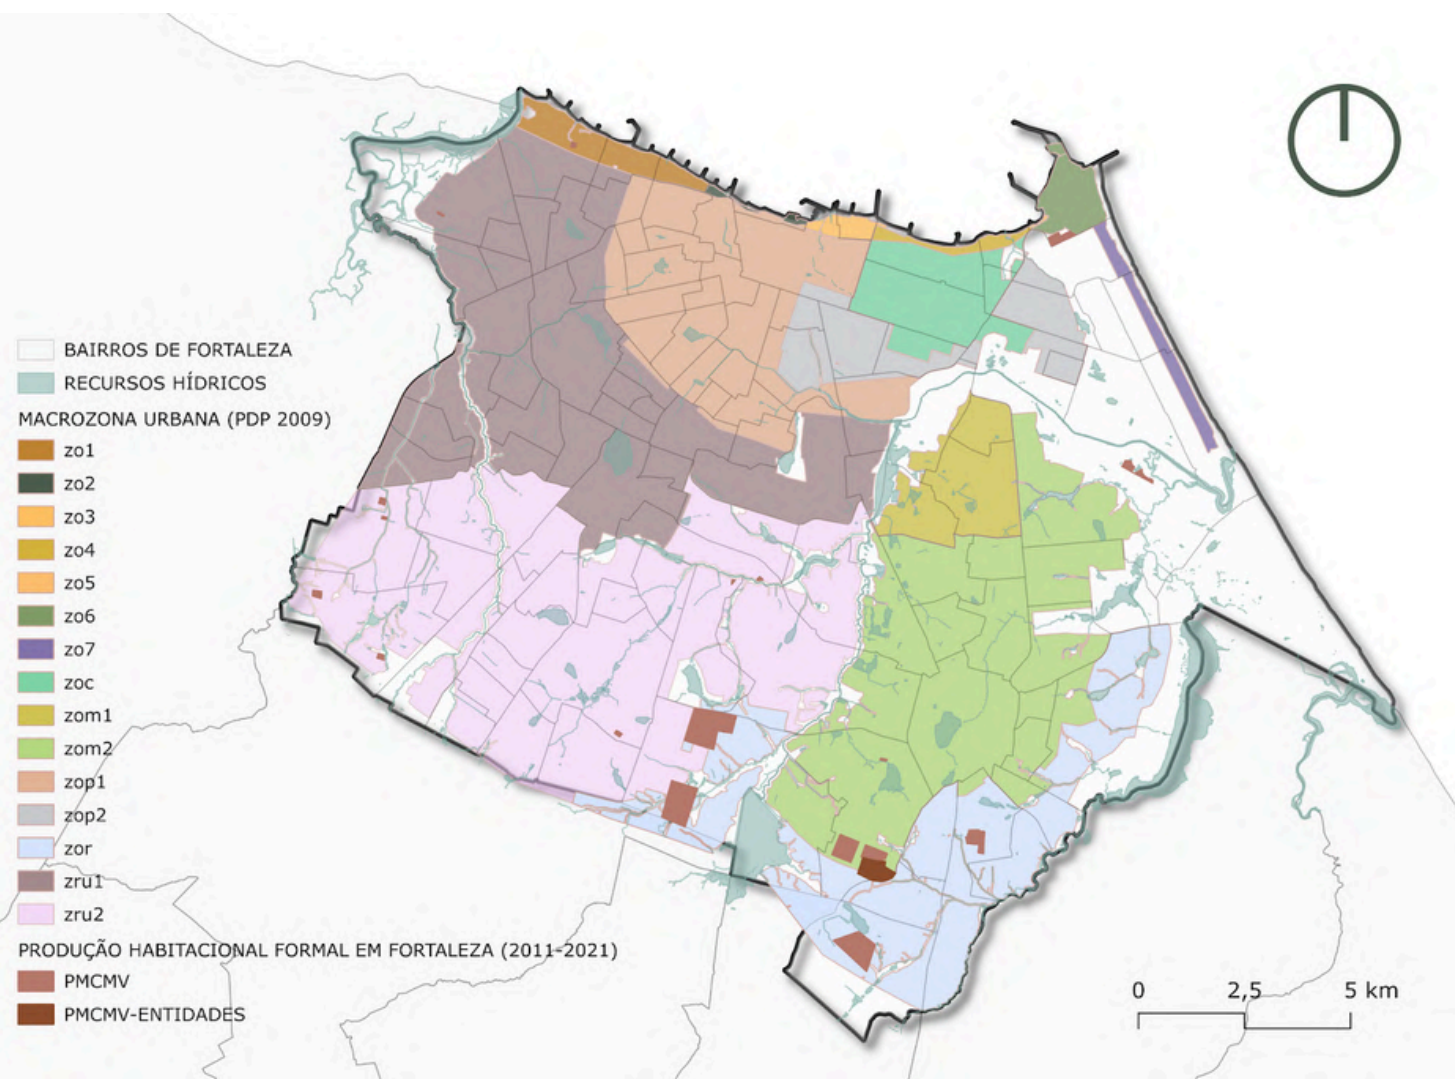 BAIRROS DE FORTALEZA
RECURSOS HÍDRICOS
MACROZONA URBANA (PDP 2009)
zo1
zo2
zo3
zo4
zo5
zo6
zo7
zoc
zom1
zom2
zop1
zop2
zor
zru1
zru2
PRODUÇÃO HABITACIONAL FORMAL EM FORTALEZA (2011-2021)
PMCMV
PMCMV-ENTIDADES
0 2,5 5 km